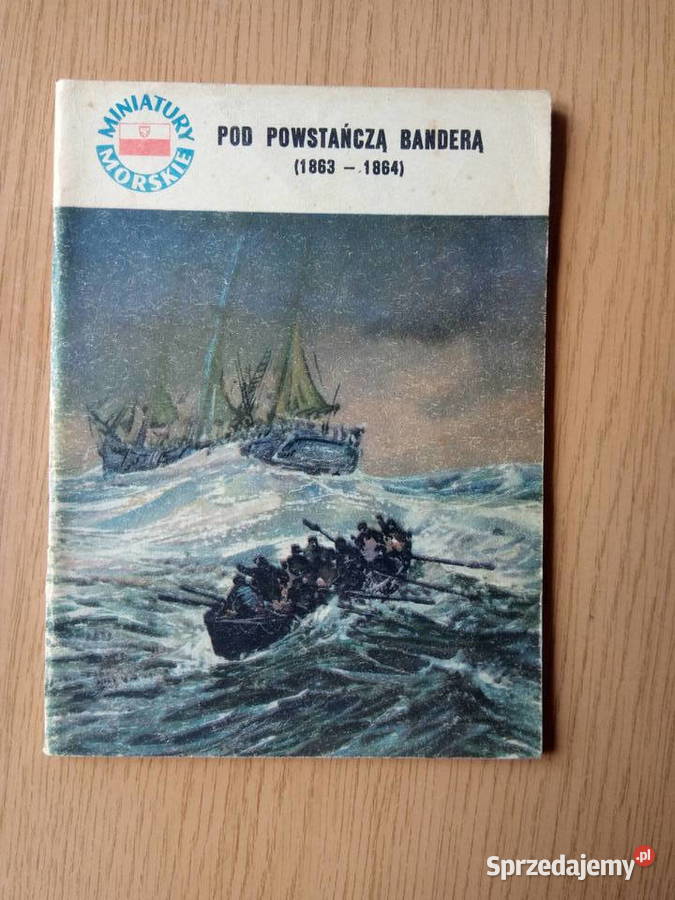 MINIATURY
MORSKIE
POD POWSTAŃCZĄ BANDERĄ
(1863 - 1864)
Sprzedajemy.pl